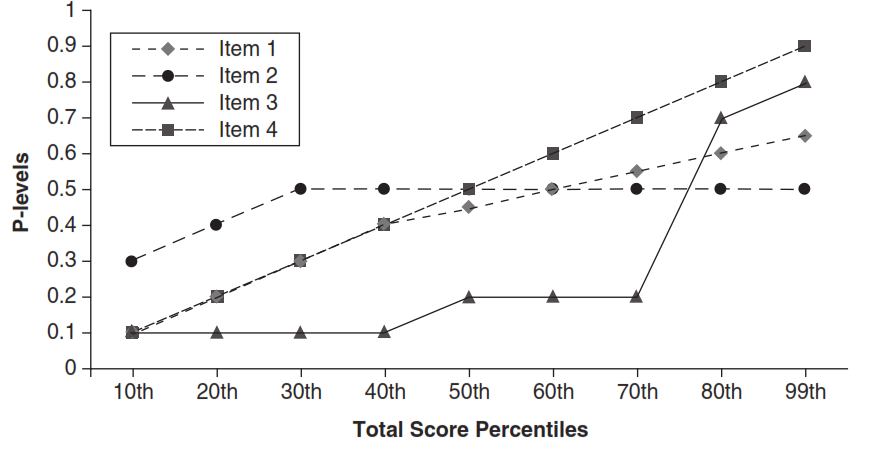 1
0.9
0.8
0.7
0.6
0.5
0.4
0.3
0.2
0.1
0
P-levels
Item 1
Item 2
Item 3
Item 4
10th 20th 30th 40th 50th 60th 70th 80th 99th
Total Score Percentiles